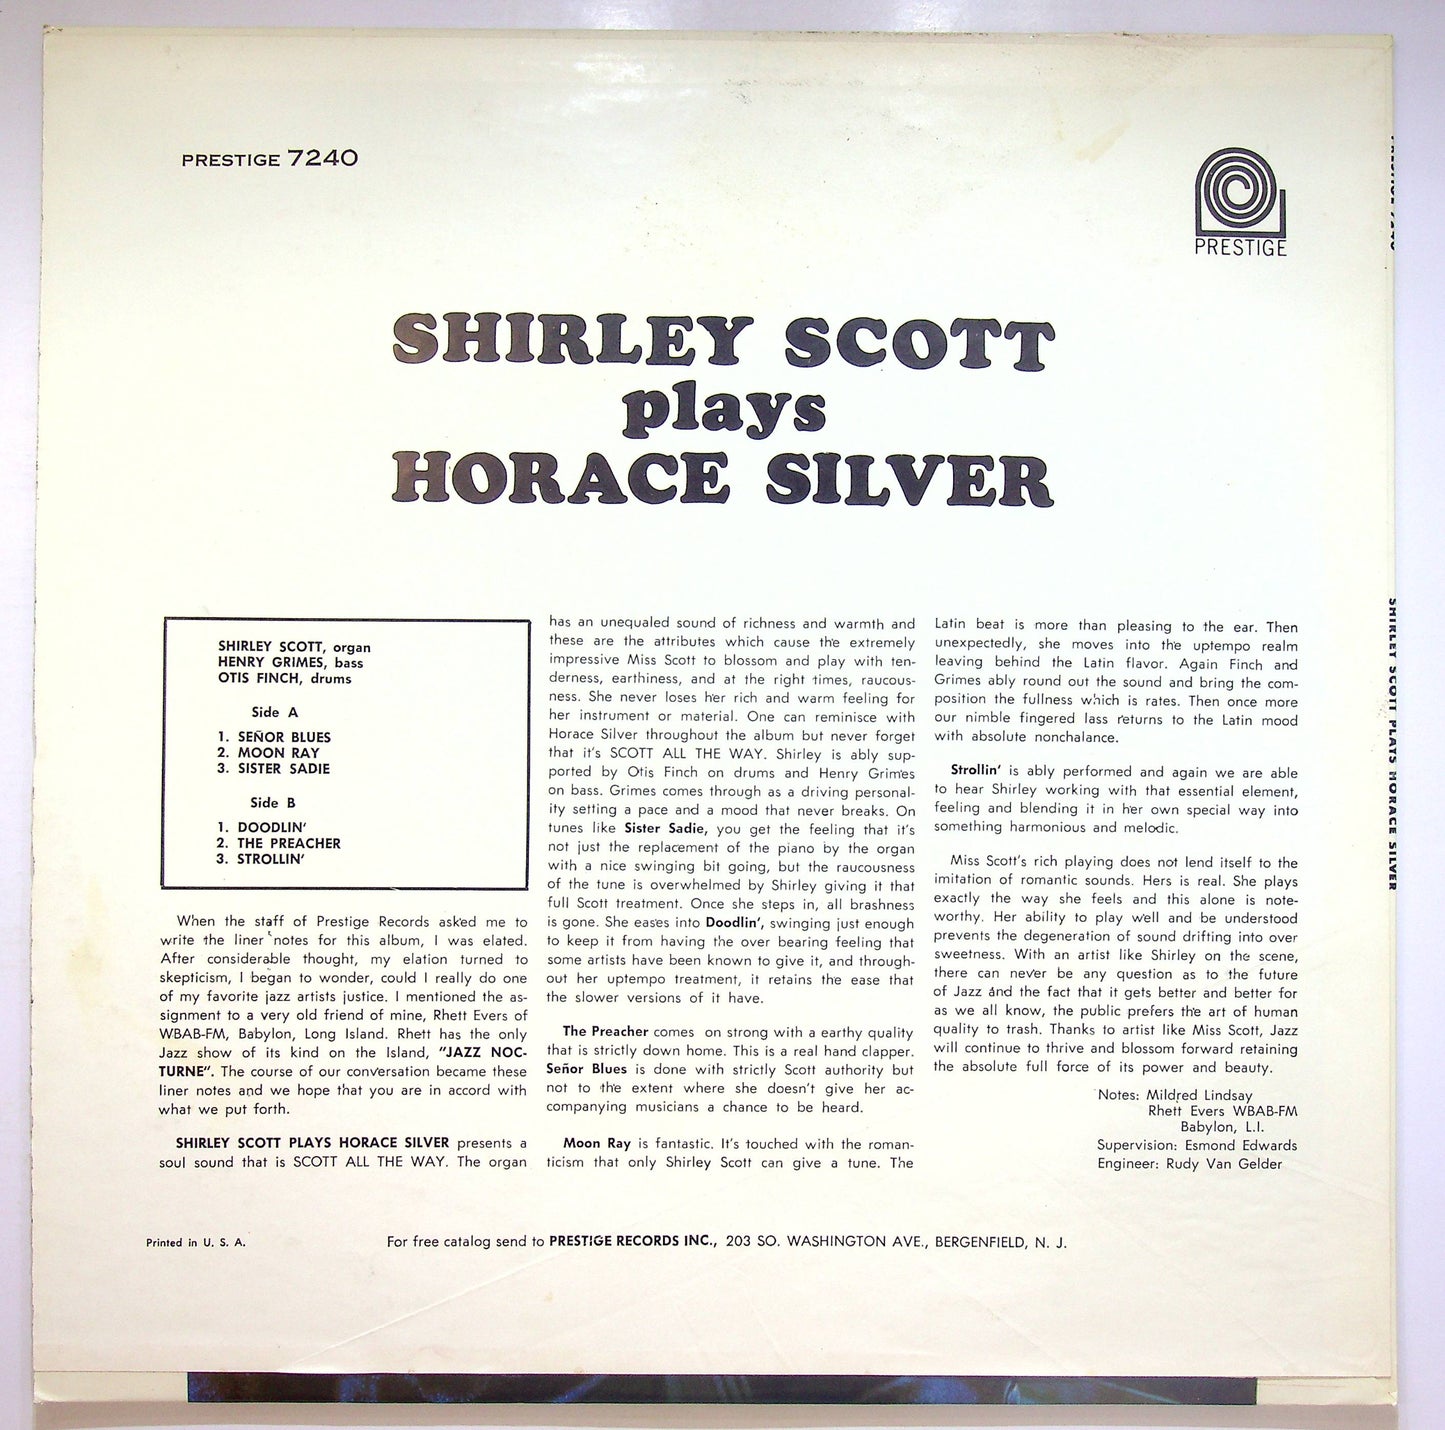 PRESTIGE 7240
PRESTIGE
SHIRLEY SCOTT
plays
HORACE SILVER
SHIRLEY SCOTT, organ
HENRY GRIMES, bass
OTIS FINCH, drums
Side A
1. SEÑOR BLUES
2. MOON RAY
3. SISTER SADIE
Side B
1. DOODLIN'
2. THE PREACHER
3. STROLLIN'
When the staff of Prestige Records asked me to
write the liner notes for this album, I was elated.
After considerable thought, my elation turned to
skepticism, I began to wonder, could I really do one
of my favorite jazz artists justice. I mentioned the as-
signment to a very old friend of mine, Rhett Evers of
WBAB-FM, Babylon, Long Island. Rhett has the only
Jazz show of its kind on the Island, "JAZZ NOC-
TURNE". The course of our conversation became these
liner notes and we hope that you are in accord with
what we put forth.
SHIRLEY SCOTT PLAYS HORACE SILVER presents a
soul sound that is SCOTT ALL THE WAY. The organ
has an unequaled sound of richness and warmth and
these are the attributes which cause the extremely
impressive Miss Scott to blossom and play with ten-
derness, earthiness, and at the right times, raucous-
ness. She never loses her rich and warm feeling for
her instrument or material. One can reminisce with
Horace Silver throughout the album but never forget
that it's SCOTT ALL THE WAY. Shirley is ably sup-
ported by Otis Finch on drums and Henry Grimes
on bass. Grimes comes through as a driving personal-
ity setting a pace and a mood that never breaks. On
tunes like Sister Sadie, you get the feeling that it's
not just the replacement of the piano by the organ
with a nice swinging bit going, but the raucousness
of the tune is overwhelmed by Shirley giving it that
full Scott treatment. Once she steps in, all brashness
is gone. She eases into Doodlin', swinging just enough
to keep it from having the over bearing feeling that
some artists have been known to give it, and through-
out her uptempo treatment, it retains the ease that
the slower versions of it have.
The Preacher comes on strong with a earthy quality
that is strictly down home. This is a real hand clapper.
Señor Blues is done with strictly Scott authority but
not to the extent where she doesn't give her ac-
companying musicians a chance to be heard.
Moon Ray is fantastic. It's touched with the roman-
ticism that only Shirley Scott can give a tune. The
Latin beat is more than pleasing to the ear. Then
unexpectedly, she moves into the uptempo realm
leaving behind the Latin flavor. Again Finch and
Grimes ably round out the sound and bring the com-
position the fullness which is rates. Then once more
our nimble fingered lass returns to the Latin mood
with absolute nonchalance.
Strollin' is ably performed and again we are able
to hear Shirley working with that essential element,
feeling and blending it in her own special way into
something harmonious and melodic.
Miss Scott's rich playing does not lend itself to the
imitation of romantic sounds. Hers is real. She plays
exactly the way she feels and this alone is note-
worthy. Her ability to play well and be understood
prevents the degeneration of sound drifting into over
sweetness. With an artist like Shirley on the scene,
there can never be any question as to the future
of Jazz and the fact that it gets better and better for
as we all know, the public prefers the art of human
quality to trash. Thanks to artist like Miss Scott, Jazz
will continue to thrive and blossom forward retaining
the absolute full force of its power and beauty.
Notes: Mildred Lindsay
Rhett Evers WBAB-FM
Babylon, L.I.
Supervision: Esmond Edwards
Engineer: Rudy Van Gelder
Printed in U. S. A.
For free catalog send to PRESTIGE RECORDS INC., 203 SO. WASHINGTON AVE., BERGENFIELD, N. J.
PRESTIGE 7240
SHIRLEY SCOTT PLAYS HORACE SILVER